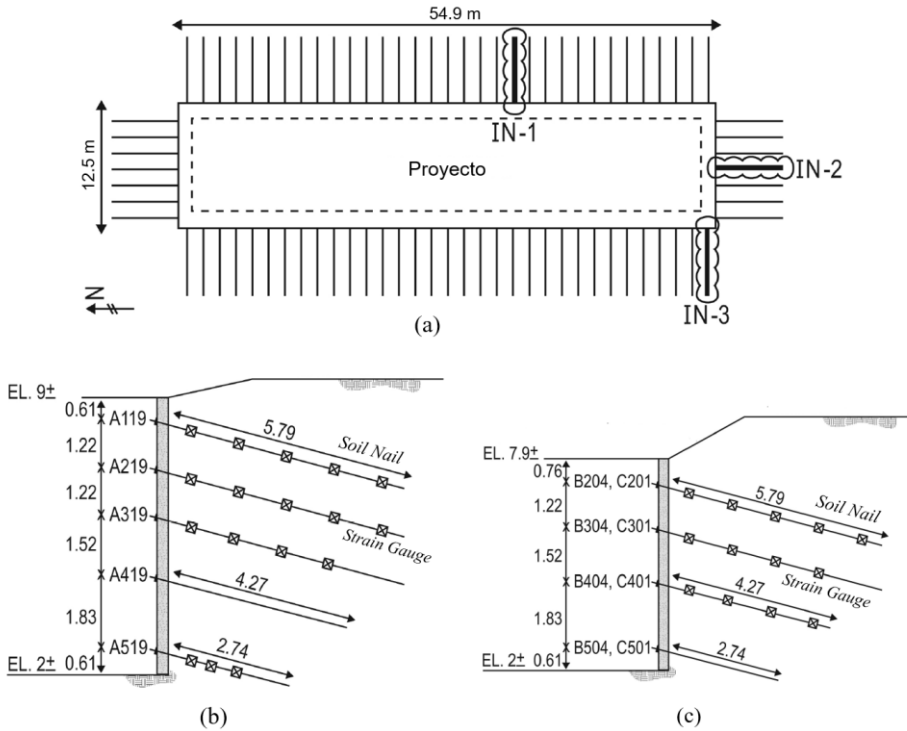 54.9 m
12.5 m
IN-1
Proyecto
IN-2
N
IN-3
(a)
EL. 9±
0.61
A119
5.79
Soil Nail
1.22
A219
1.22
A319
Strain Gauge
1.52
4.27
A419
1.83
2.74
A519
EL. 2±
0.61
(b)
EL. 7.9±
0.76
B204, C201
5.79
Soil Nail
1.22
B304, C301
Strain Gauge
1.52
B404, C401
4.27
1.83
2.74
B504, C501
EL. 2±
0.61
(c)